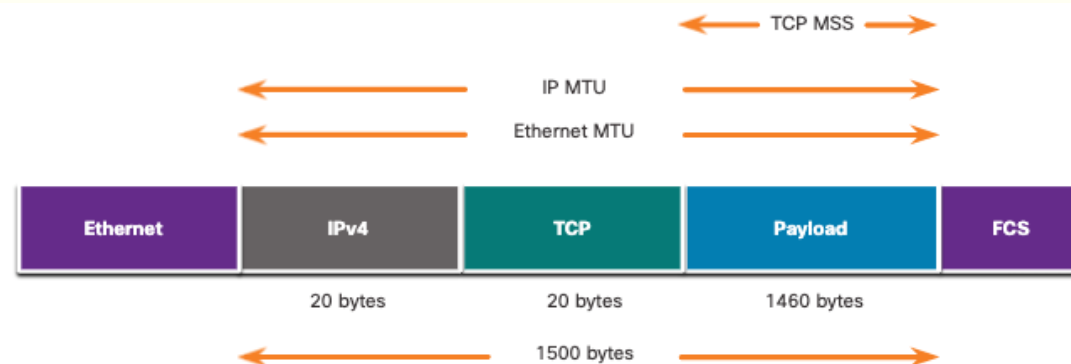 TCP MSS
IP MTU
Ethernet MTU
Ethernet IPv4 TCP Payload FCS
20 bytes 20 bytes 1460 bytes
1500 bytes